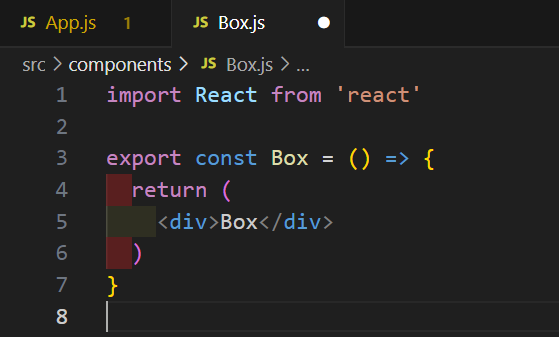 JS App.js 1 JS Box.js
src > components > JS Box.js > ...
1 import React from 'react'
2
3 export const Box = () => {
4   return (
5     <div>Box</div>
6   )
7 }
8